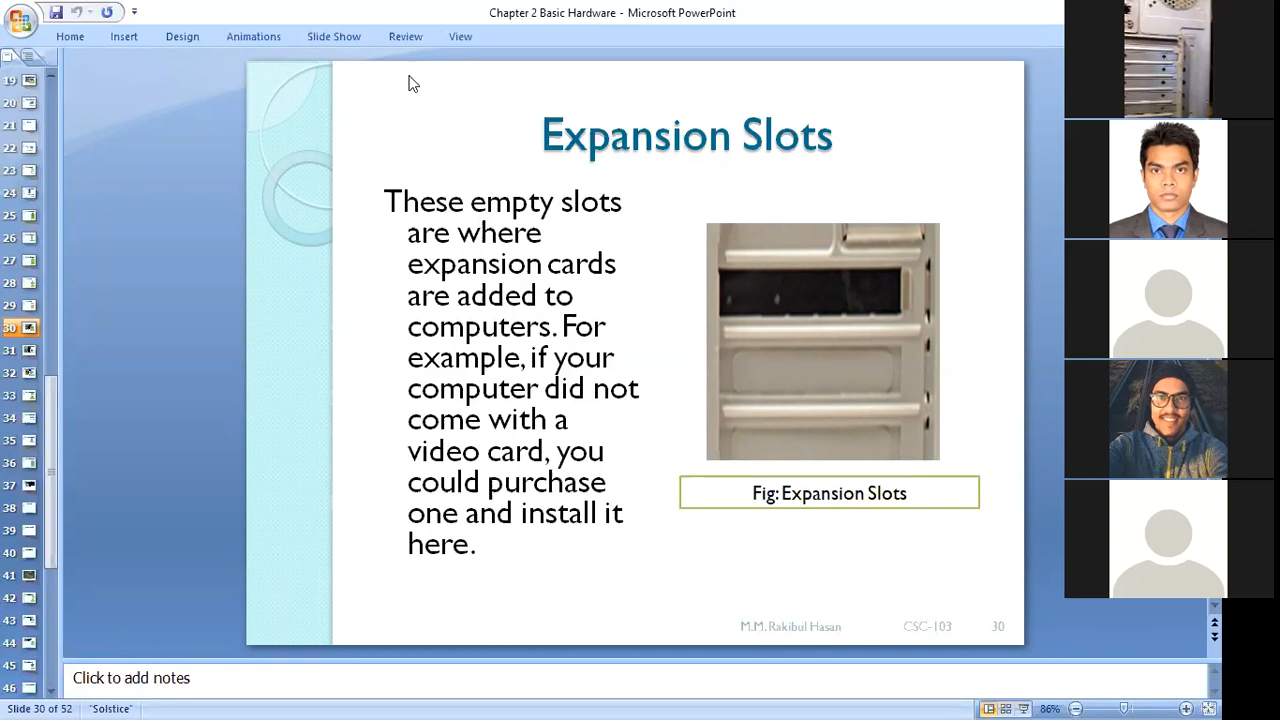 Chapter 2 Basic Hardware - Microsoft PowerPoint
Home Insert Design Animations Slide Show Review View
19
20
21
22
23
24
25
26
27
28
29
30
31
32
33
34
35
36
37
38
39
40
41
42
43
44
45
46
Expansion Slots
These empty slots
are where
expansion cards
are added to
computers. For
example, if your
computer did not
come with a
video card, you
could purchase
one and install it
here.
Fig: Expansion Slots
M.M. Rakibul Hasan CSC-103 30
Click to add notes
Slide 30 of 52 "Solstice" 86%